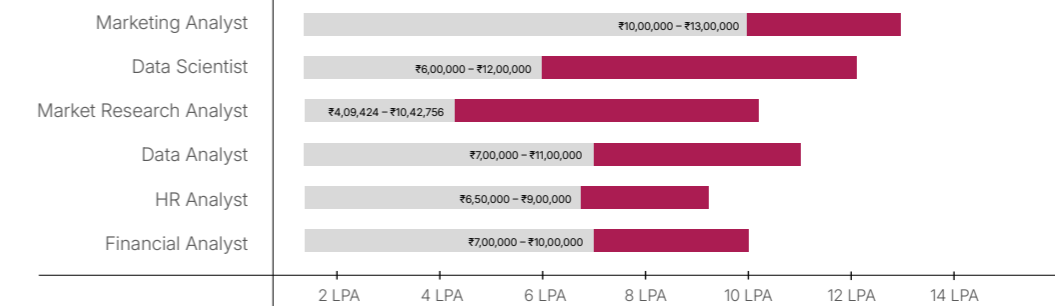 Marketing Analyst ₹10,00,000 – ₹13,00,000
Data Scientist ₹6,00,000 – ₹12,00,000
Market Research Analyst ₹4,09,424 – ₹10,42,756
Data Analyst ₹7,00,000 – ₹11,00,000
HR Analyst ₹6,50,000 – ₹9,00,000
Financial Analyst ₹7,00,000 – ₹10,00,000
2 LPA 4 LPA 6 LPA 8 LPA 10 LPA 12 LPA 14 LPA